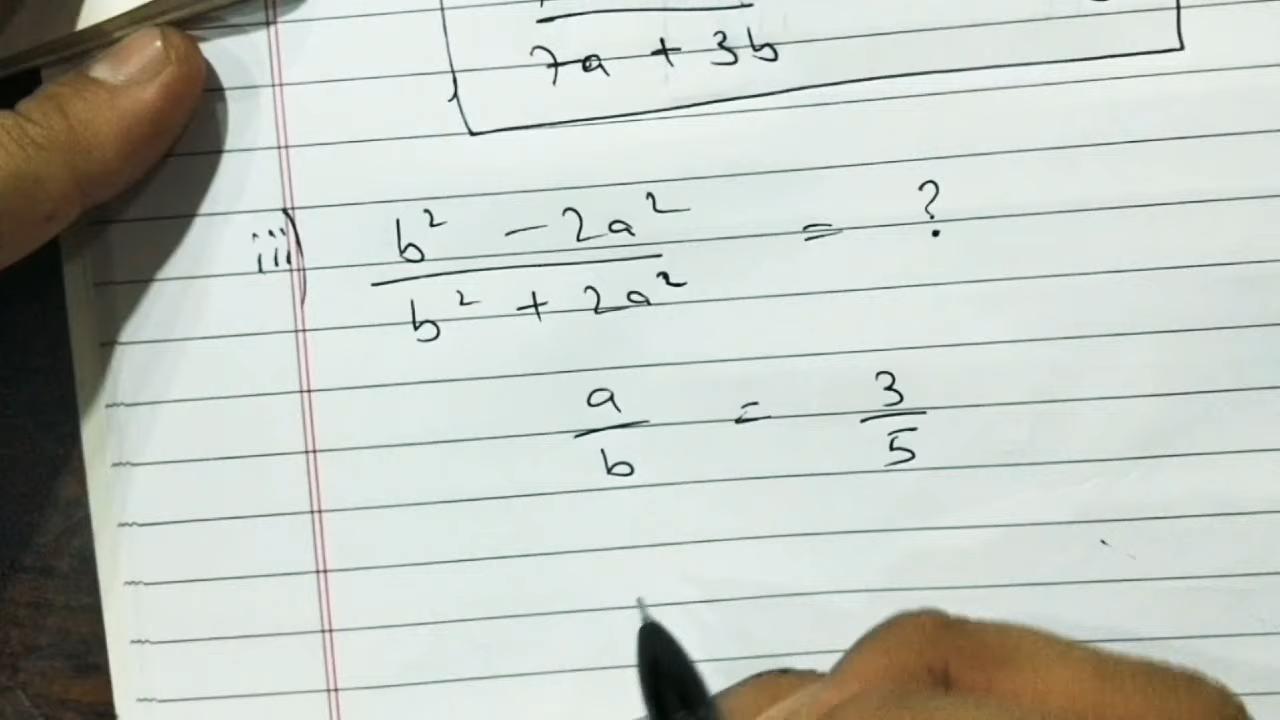 7a + 3b
iii) b² - 2a² / b² + 2a² = ?
a/b = 3/5